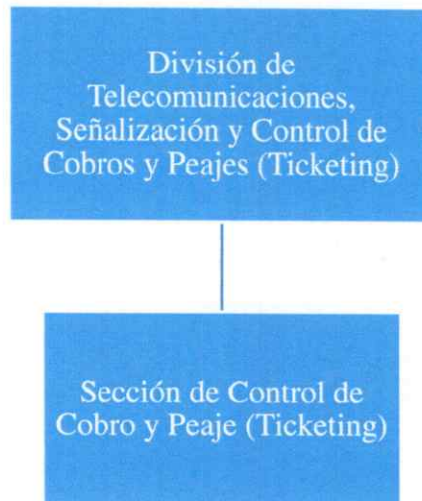 División de
Telecomunicaciones,
Señalización y Control de
Cobros y Peajes (Ticketing)
Sección de Control de
Cobro y Peaje (Ticketing)